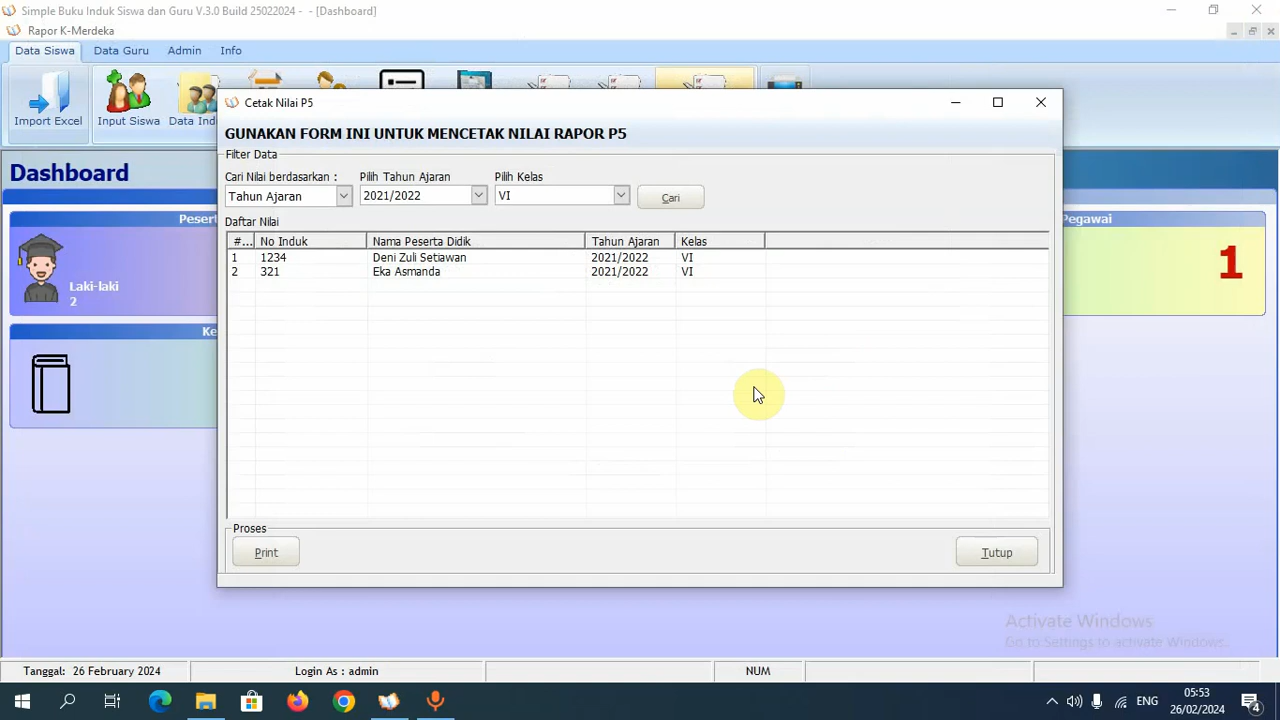 Simple Buku Induk Siswa dan Guru V.3.0 Build 25022024 - - [Dashboard]
Rapor K-Merdeka
Data Siswa Data Guru Admin Info
Import Excel Input Siswa Data Ind
Cetak Nilai P5
GUNAKAN FORM INI UNTUK MENCETAK NILAI RAPOR P5
Filter Data
Cari Nilai berdasarkan : Pilih Tahun Ajaran Pilih Kelas
Tahun Ajaran 2021/2022 VI Cari
Daftar Nilai
#... No Induk Nama Peserta Didik Tahun Ajaran Kelas
1 1234 Deni Zuli Setiawan 2021/2022 VI
2 321 Eka Asmanda 2021/2022 VI
Proses
Print Tutup
Dashboard
Pesert
Laki-laki
2
Ke
Pegawai
1
Activate Windows
Go to Settings to activate Windows.
Tanggal: 26 February 2024 Login As : admin NUM
ENG
05:53
26/02/2024
4